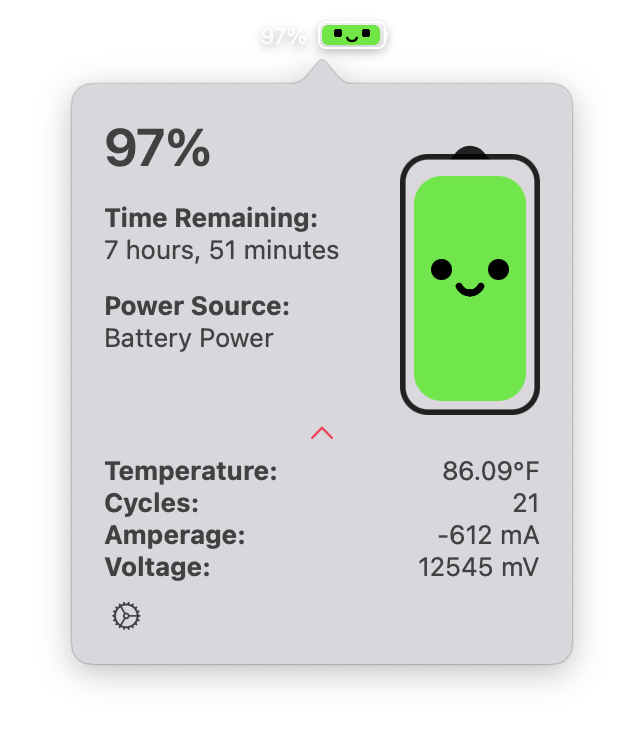 97%
97%
Time Remaining:
7 hours, 51 minutes
Power Source:
Battery Power
Temperature: 86.09°F
Cycles: 21
Amperage: -612 mA
Voltage: 12545 mV